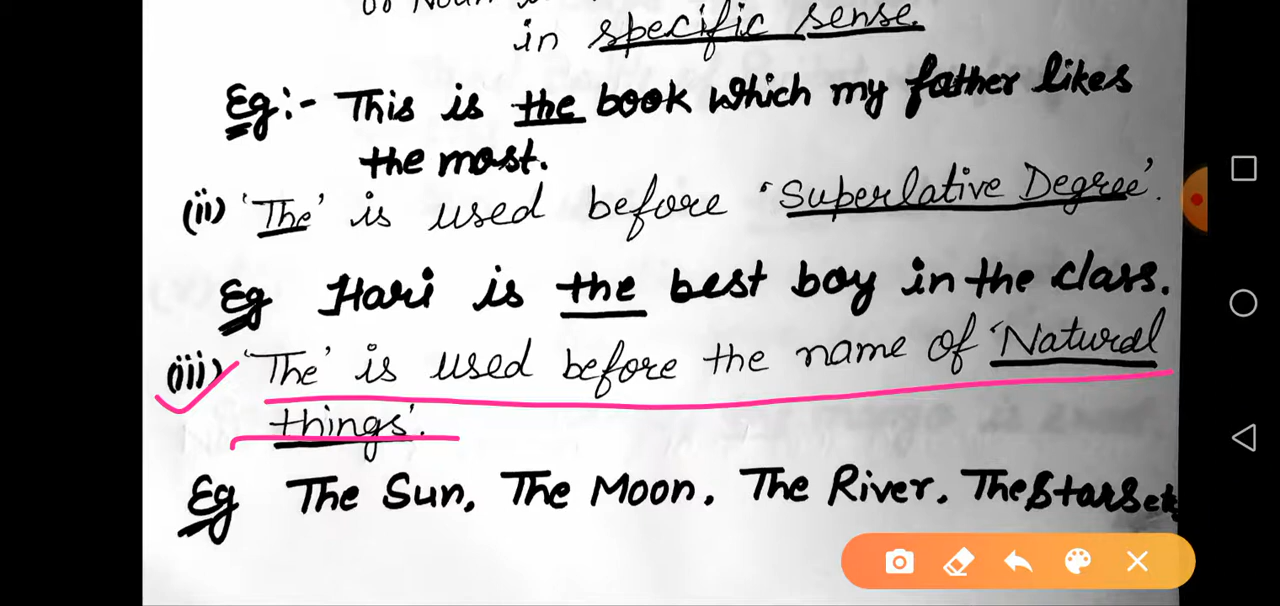 of Noun
in specific sense.
Eg:- This is the book which my father likes
the most.
(ii) 'The' is used before 'Superlative Degree'.
Eg Hari is the best boy in the class.
(iii) 'The' is used before the name of 'Natural
things'.
Eg The Sun, The Moon, The River, The Stars etc